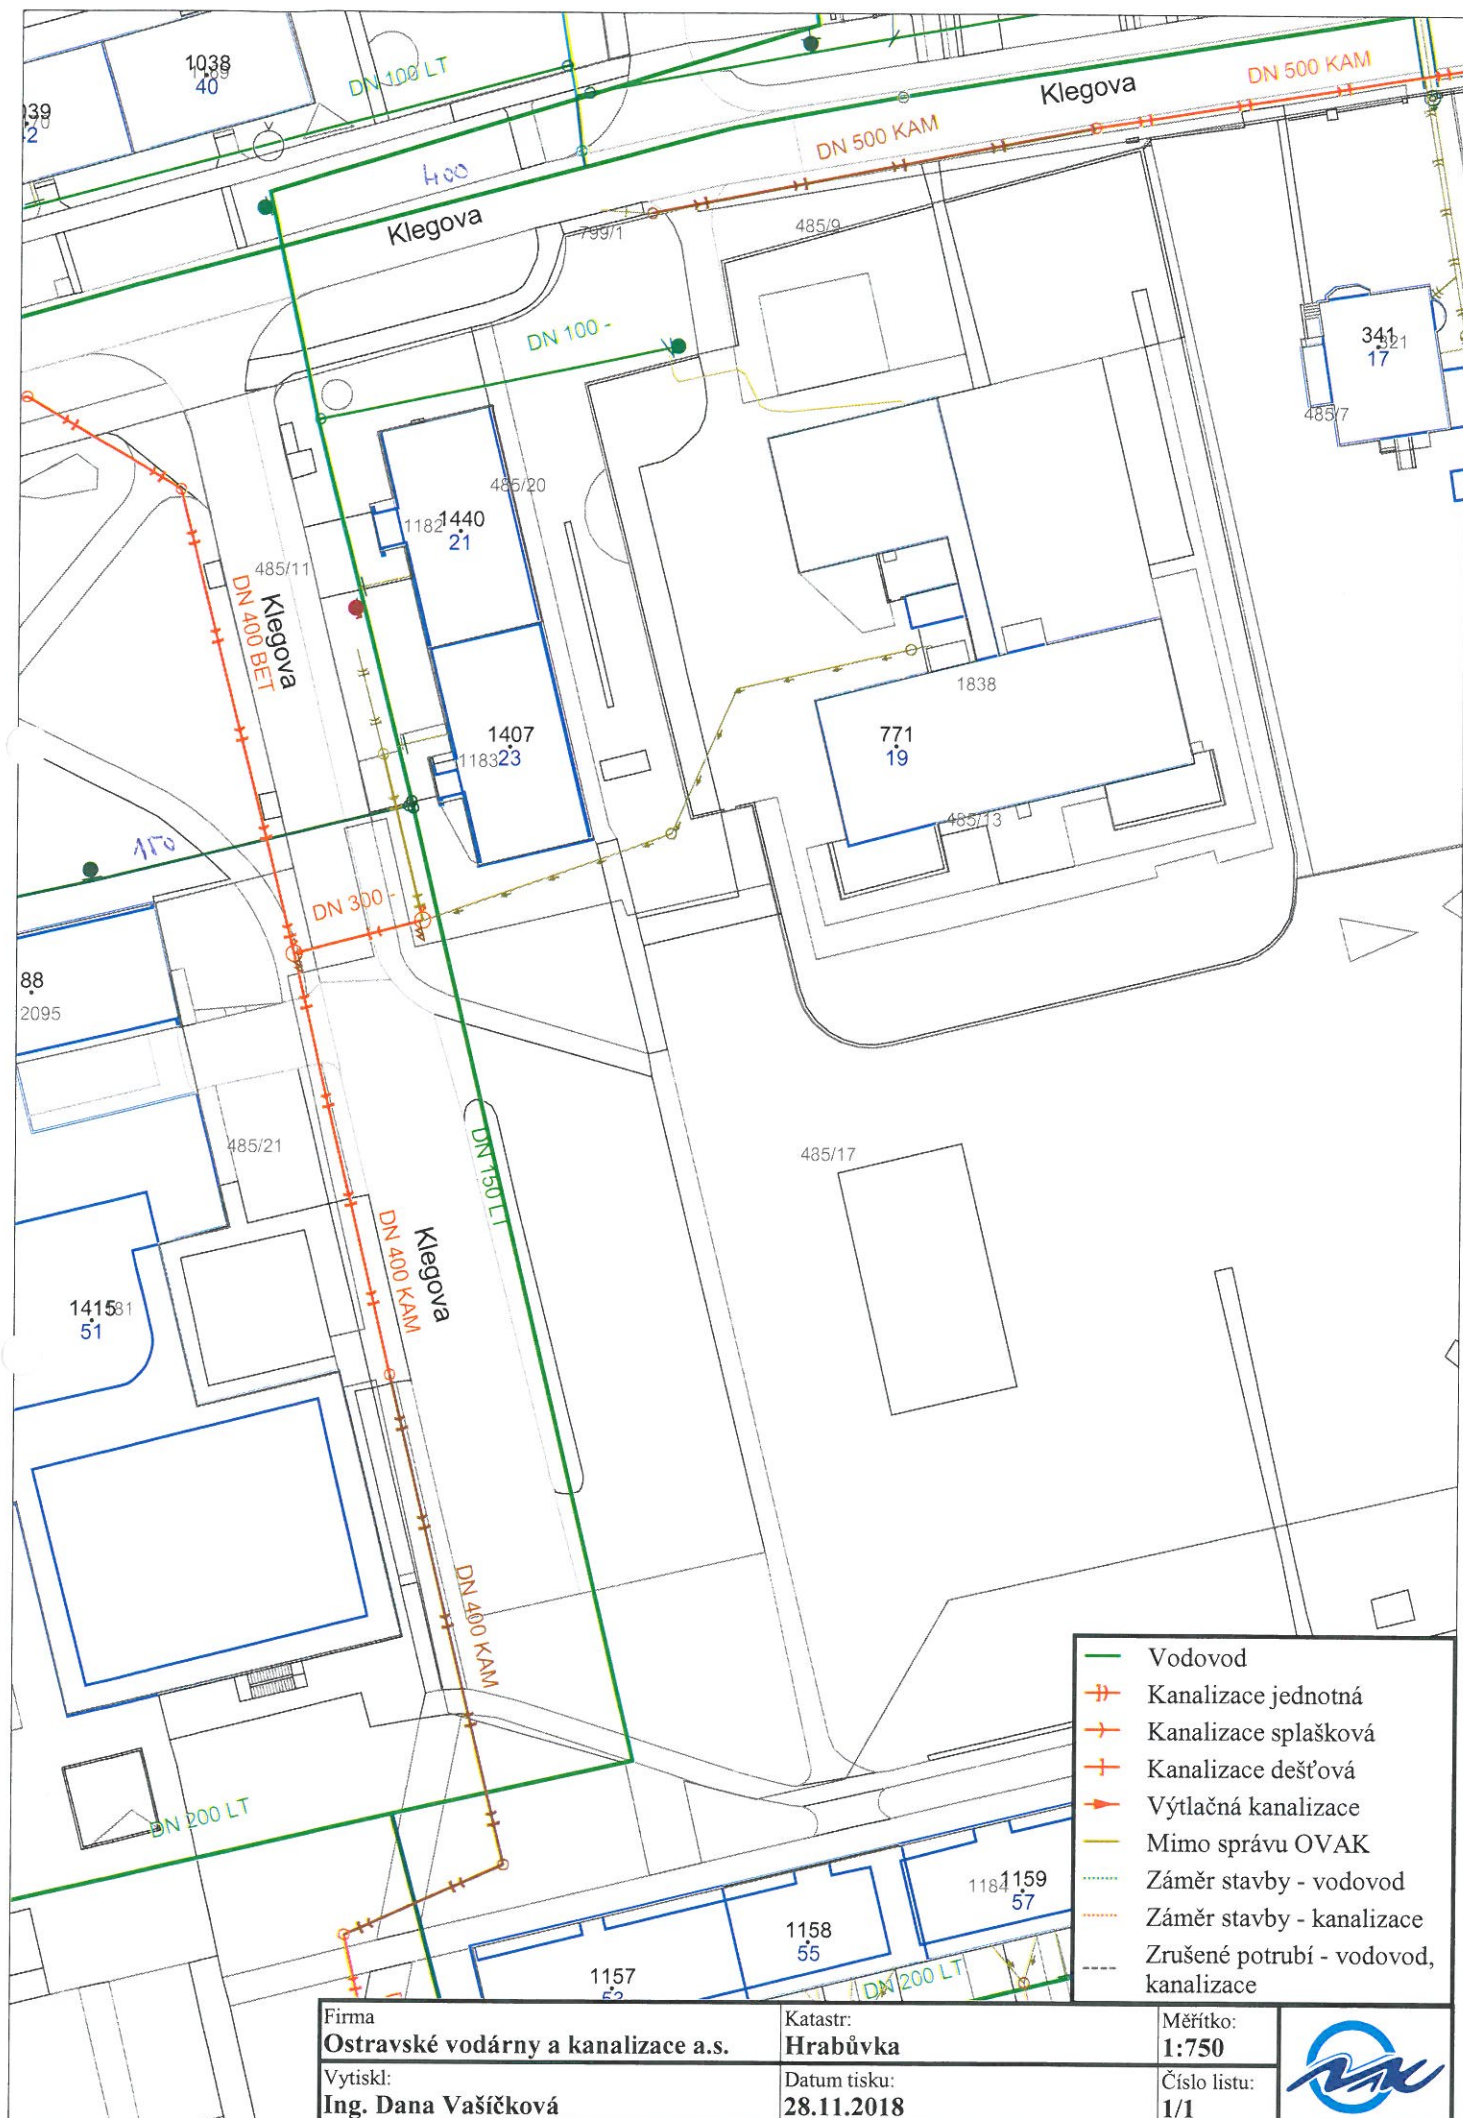 1038
40
DN 100 LT
039
2
400
Klegova
DN 500 KAM
Klegova
DN 500 KAM
799/1
485/9
DN 100 -
341
321
17
485/7
485/20
1182
1440
21
485/11
DN 400 BET
Klegova
1838
771
19
485/13
1407
1183
23
150
DN 300 -
88
2095
485/21
DN 150 LT
485/17
DN 400 KAM
Klegova
1415
81
51
DN 400 KAM
DN 200 LT
1184
1159
57
1158
55
1157
DN 200 LT
Vodovod
Kanalizace jednotná
Kanalizace splašková
Kanalizace dešťová
Výtlačná kanalizace
Mimo správu OVAK
Záměr stavby - vodovod
Záměr stavby - kanalizace
Zrušené potrubí - vodovod,
kanalizace
Firma
Ostravské vodárny a kanalizace a.s.
Katastr:
Hrabůvka
Měřítko:
1:750
Vytiskl:
Ing. Dana Vašíčková
Datum tisku:
28.11.2018
Číslo listu:
1/1